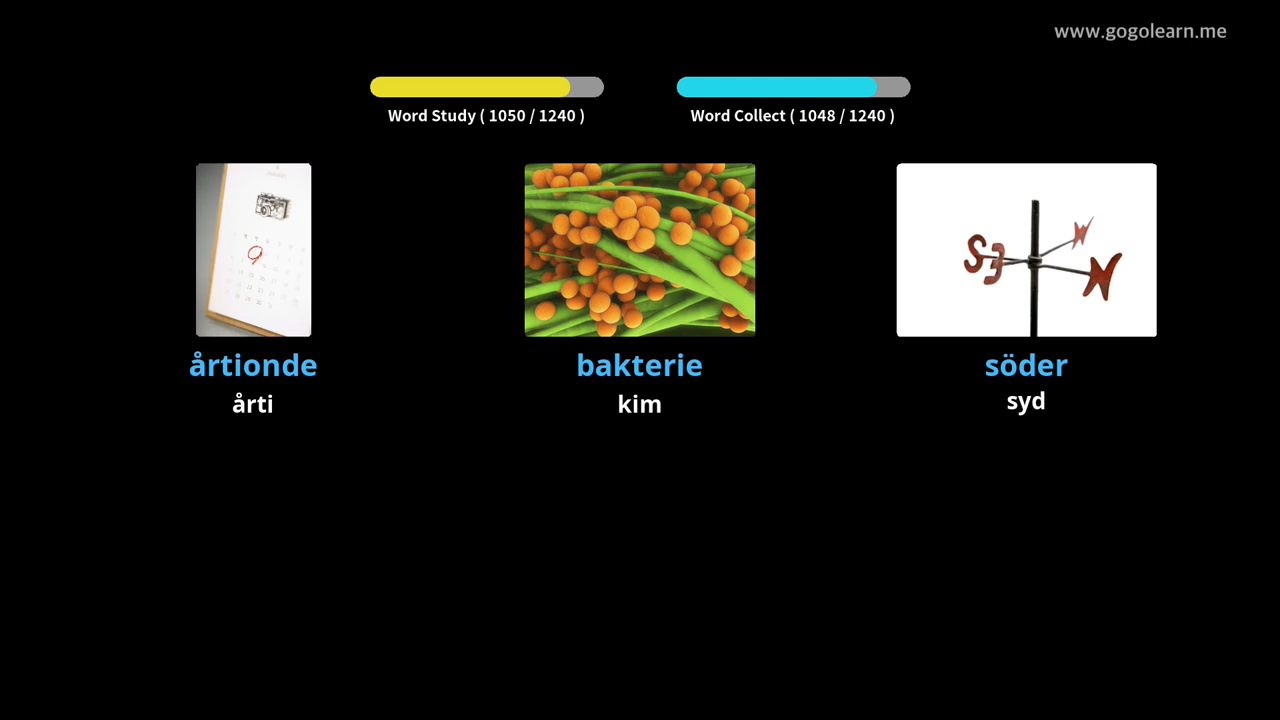 www.gogolearn.me
Word Study ( 1050 / 1240 )
Word Collect ( 1048 / 1240 )
S
E
N
årtionde
bakterie
söder
årti
kim
syd